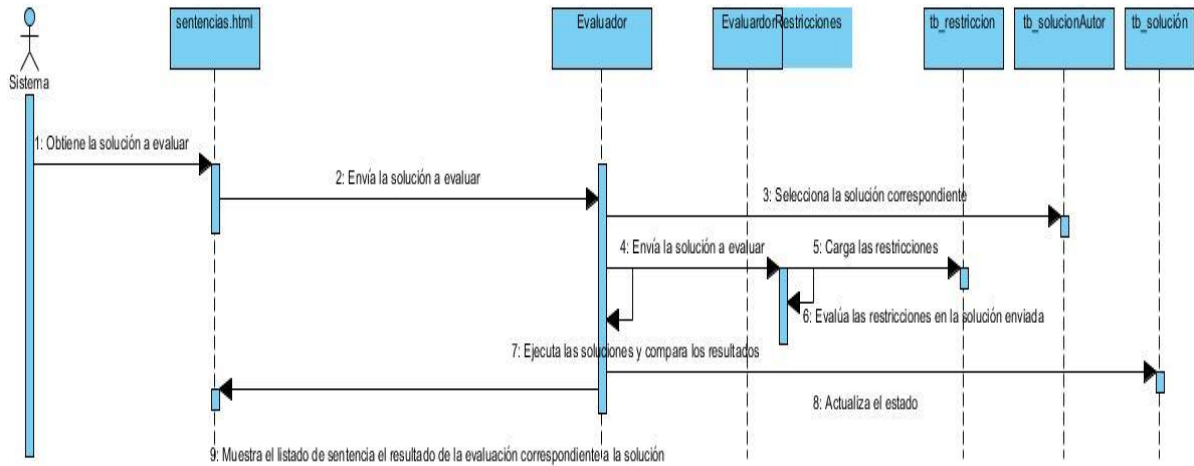 sentencias.html
Evaluador
EvaluardorRestricciones
tb_restriccion
tb_solucionAutor
tb_solución
Sistema
1: Obtiene la solución a evaluar
2: Envía la solución a evaluar
3: Selecciona la solución correspondiente
4: Envía la solución a evaluar
5: Carga las restricciones
6: Evalúa las restricciones en la solución enviada
7: Ejecuta las soluciones y compara los resultados
8: Actualiza el estado
9: Muestra el listado de sentencia el resultado de la evaluación correspondiente a la solución